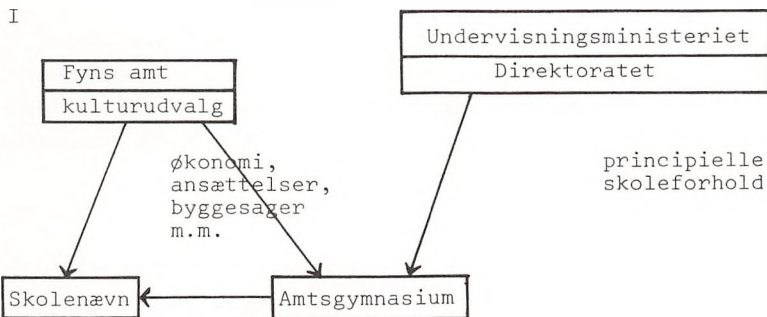 I
Undervisningsministeriet
Direktoratet
Fyns amt
kulturudvalg
økonomi,
ansættelser,
byggesager
m.m.
principielle
skoleforhold
Skolenævn
Amtsgymnasium